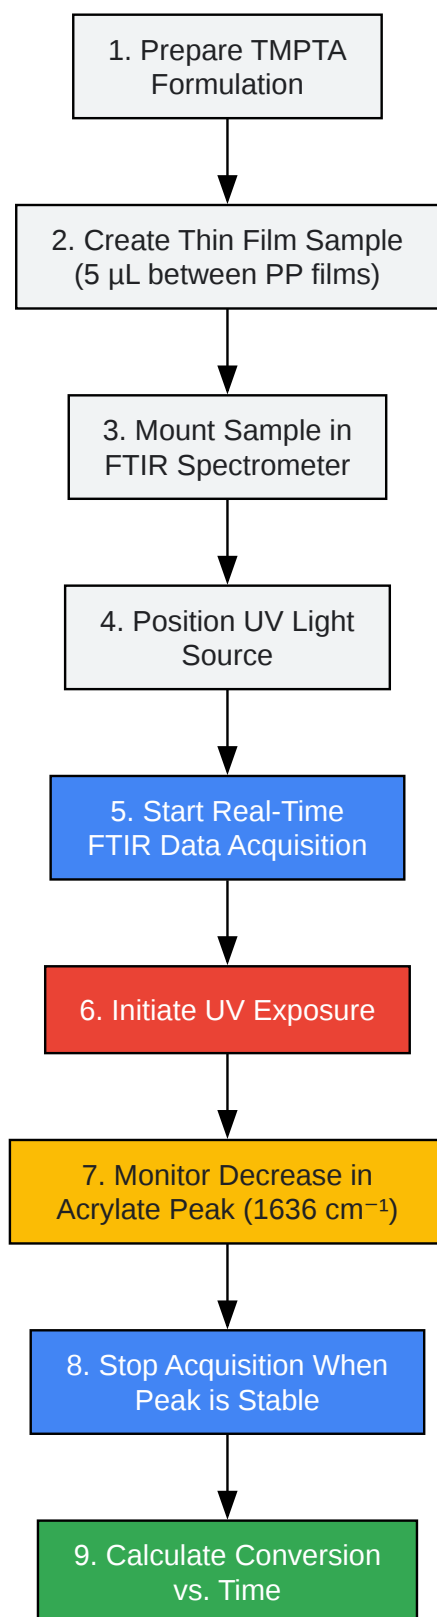 1. Prepare TMPTA
Formulation
2. Create Thin Film Sample
(5 µL between PP films)
3. Mount Sample in
FTIR Spectrometer
4. Position UV Light
Source
5. Start Real-Time
FTIR Data Acquisition
6. Initiate UV Exposure
7. Monitor Decrease in
Acrylate Peak (1636 cm⁻¹)
8. Stop Acquisition When
Peak is Stable
9. Calculate Conversion
vs. Time